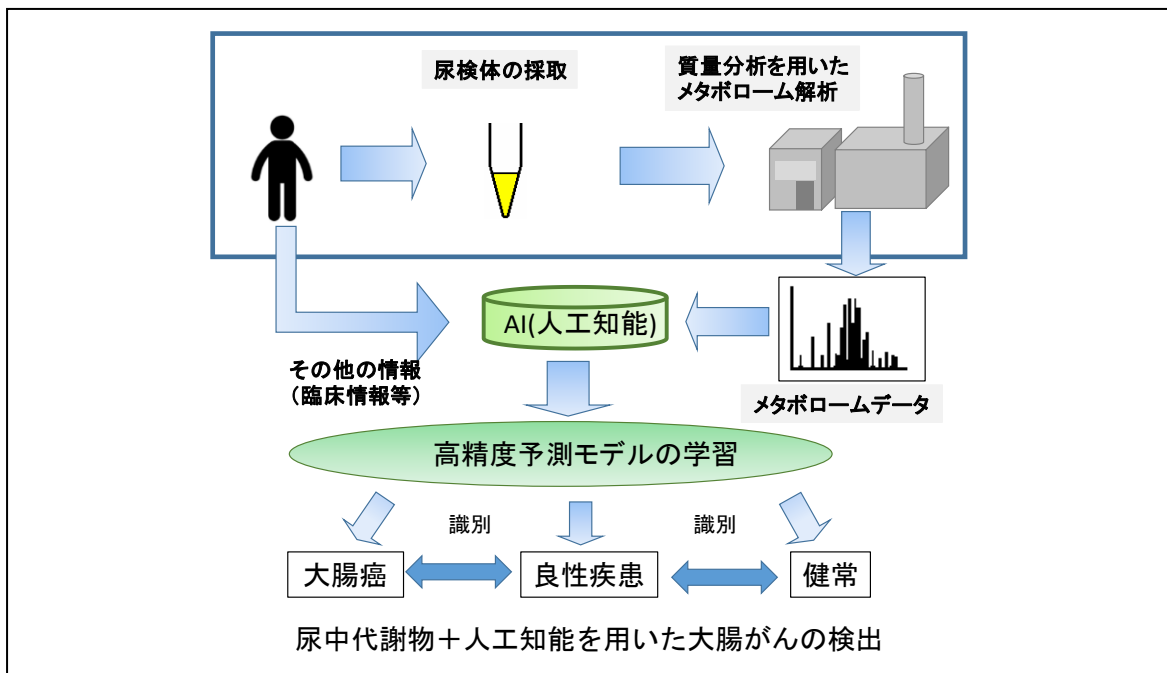 尿検体の採取
質量分析を用いた
メタボローム解析
AI(人工知能)
その他の情報
（臨床情報等）
メタボロームデータ
高精度予測モデルの学習
識別
識別
大腸癌
良性疾患
健常
尿中代謝物＋人工知能を用いた大腸がんの検出